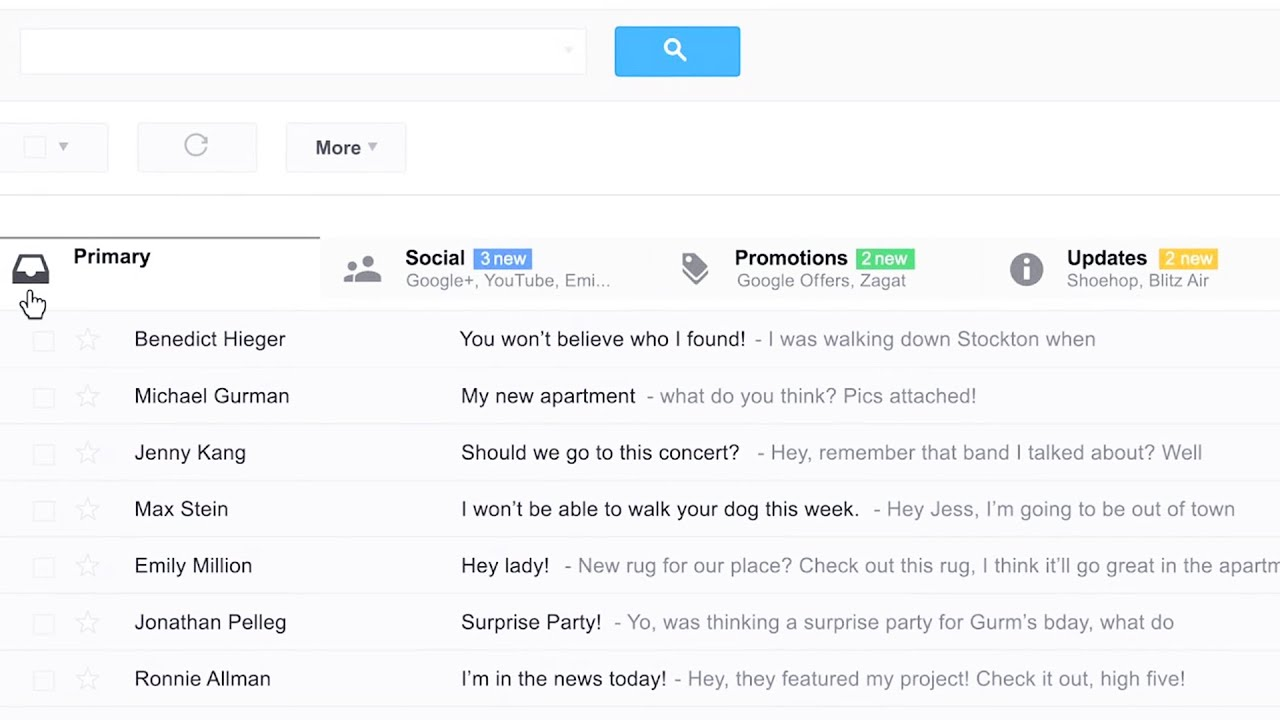 More
Primary
Social 3 new
Google+, YouTube, Emi...
Promotions 2 new
Google Offers, Zagat
Updates 2 new
Shoehop, Blitz Air
Benedict Hieger You won’t believe who I found! - I was walking down Stockton when
Michael Gurman My new apartment - what do you think? Pics attached!
Jenny Kang Should we go to this concert? - Hey, remember that band I talked about? Well
Max Stein I won’t be able to walk your dog this week. - Hey Jess, I’m going to be out of town
Emily Million Hey lady! - New rug for our place? Check out this rug, I think it’ll go great in the apartm
Jonathan Pelleg Surprise Party! - Yo, was thinking a surprise party for Gurm’s bday, what do
Ronnie Allman I’m in the news today! - Hey, they featured my project! Check it out, high five!